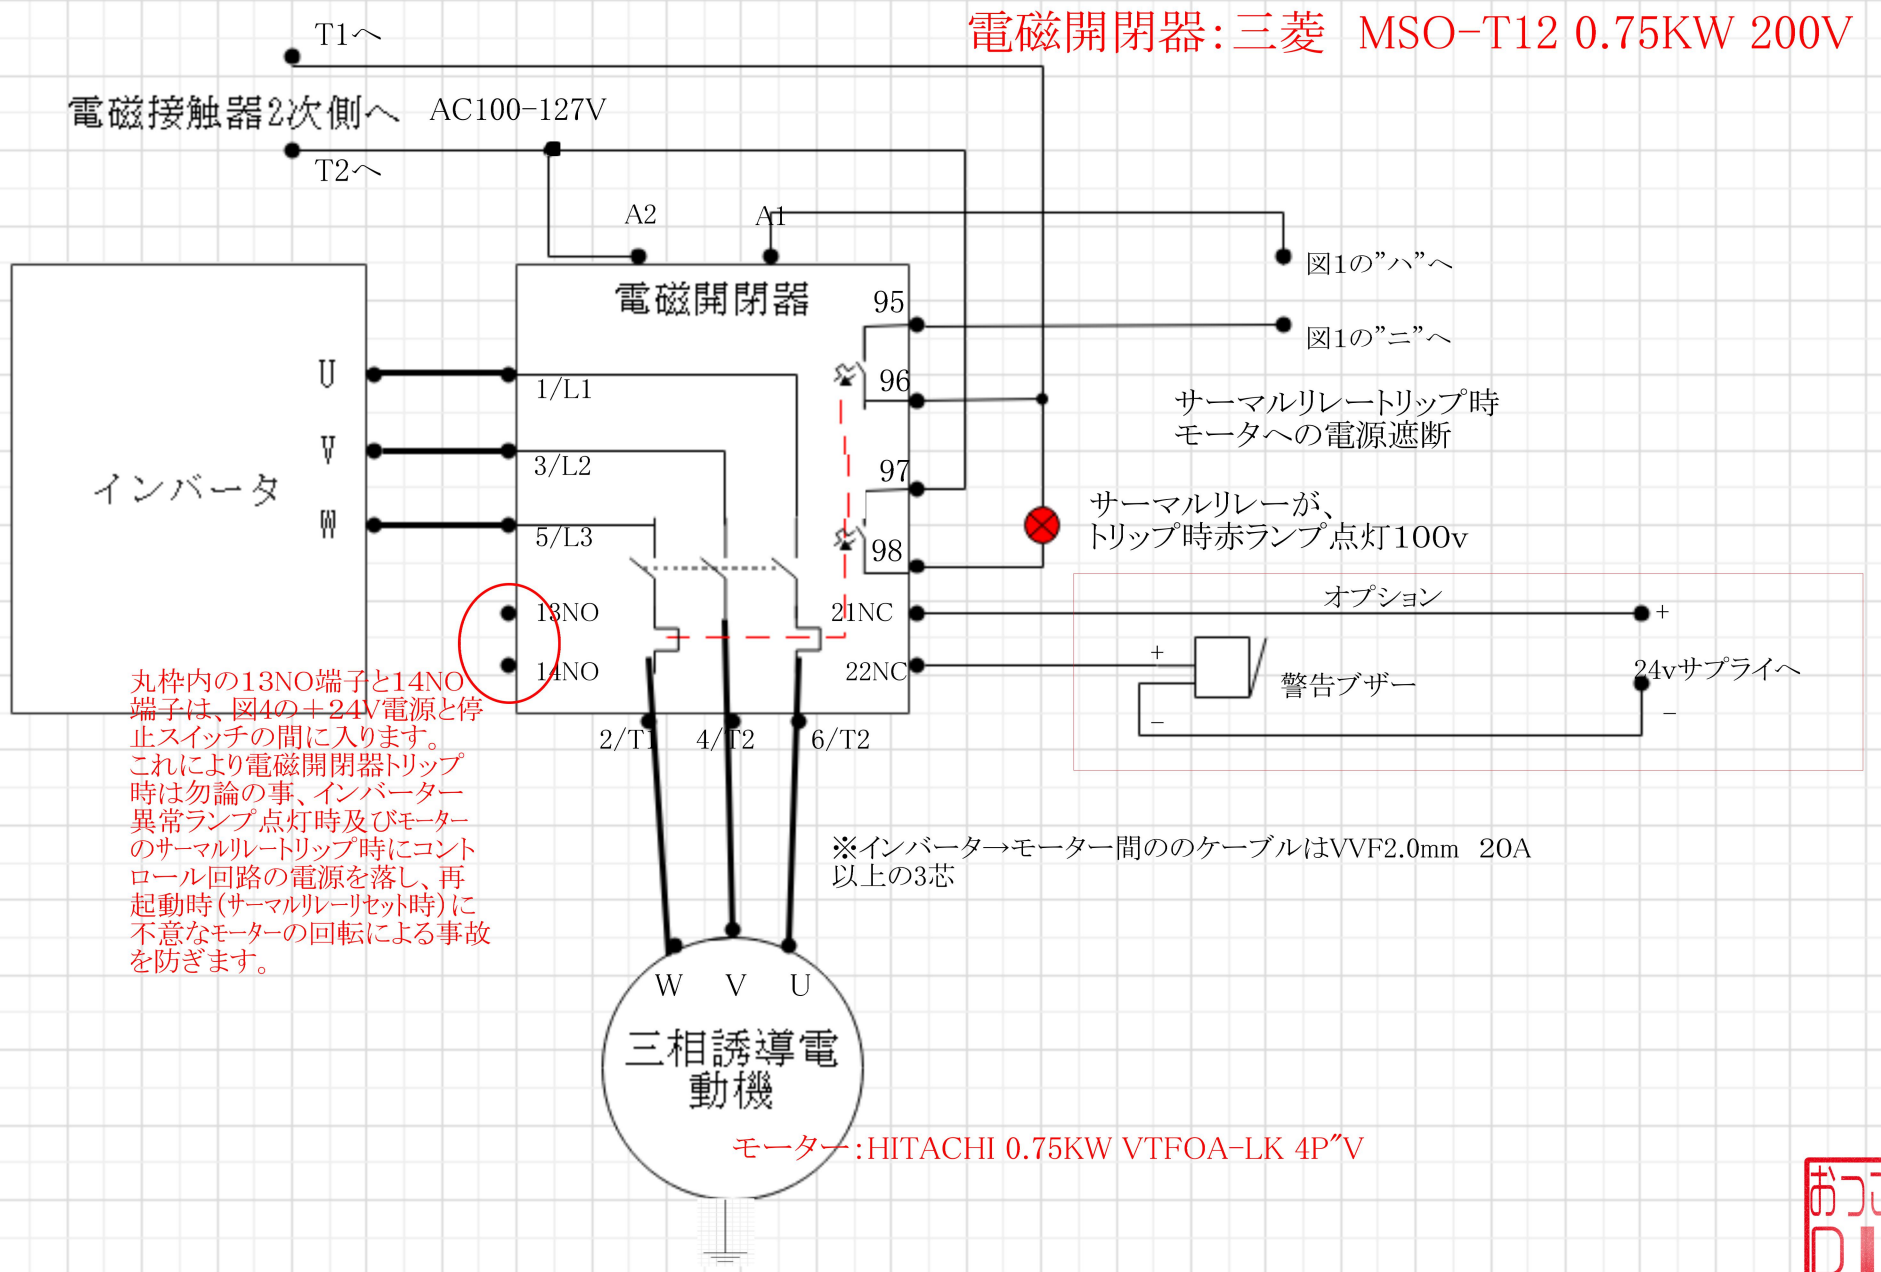 電磁開閉器：三菱　MSO-T12 0.75KW 200V
T1へ
電磁接触器2次側へ　AC100-127V
T2へ
A2
A1
図1の”ハ”へ
図1の”ニ”へ
電磁開閉器
95
96
97
98
U
V
W
インバータ
1/L1
3/L2
5/L3
13NO
14NO
21NC
22NC
サーマルリレートリップ時
モータへの電源遮断
サーマルリレーが、
トリップ時赤ランプ点灯100v
オプション
+
+
−
警告ブザー
24vサプライへ
−
2/T1
4/T2
6/T2
丸枠内の13NO端子と14NO
端子は、図4の＋24V電源と停
止スイッチの間に入ります。
これにより電磁開閉器トリップ
時は勿論の事、インバーター
異常ランプ点灯時及びモーター
のサーマルリレートリップ時にコント
ロール回路の電源を落し、再
起動時（サーマルリレーリセット時）に
不意なモーターの回転による事故
を防ぎます。
※インバータ→モーター間ののケーブルはVVF2.0mm　20A
以上の3芯
W
V
U
三相誘導電
動機
モーター：HITACHI 0.75KW VTFOA-LK 4P”V
おっ